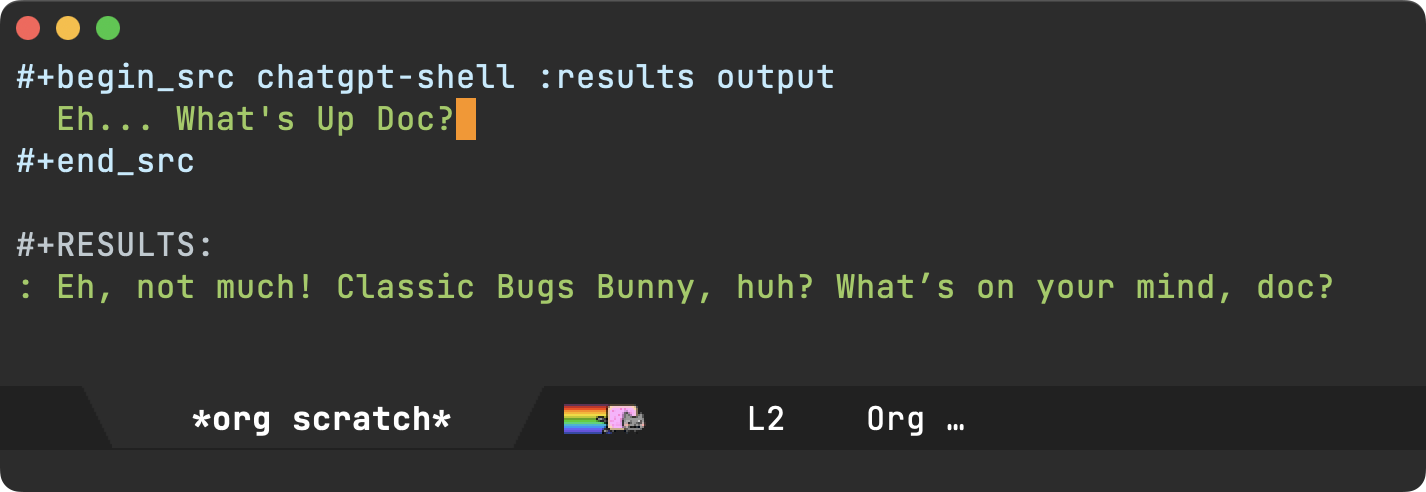 #+begin_src chatgpt-shell :results output
  Eh... What's Up Doc?
#+end_src
#+RESULTS:
: Eh, not much! Classic Bugs Bunny, huh? What’s on your mind, doc?
*org scratch* L2 Org …